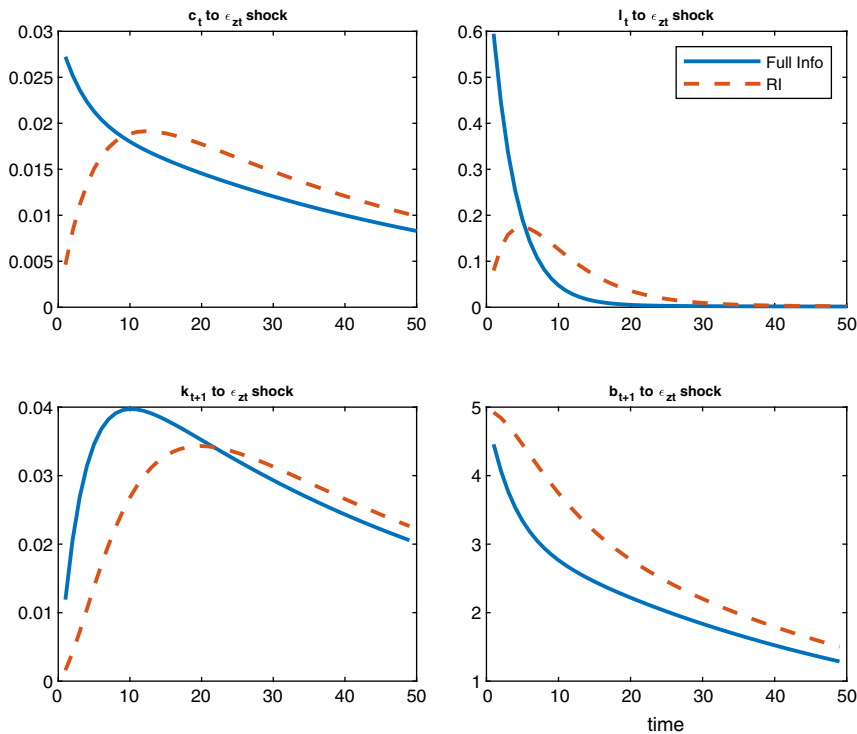 c_t to ϵ_zt shock
0.03
0.025
0.02
0.015
0.01
0.005
0
0 10 20 30 40 50
I_t to ϵ_zt shock
0.6
0.5
0.4
0.3
0.2
0.1
0
0 10 20 30 40 50
Full Info
RI
k_t+1 to ϵ_zt shock
0.04
0.03
0.02
0.01
0
0 10 20 30 40 50
b_t+1 to ϵ_zt shock
5
4
3
2
1
0 10 20 30 40 50
time